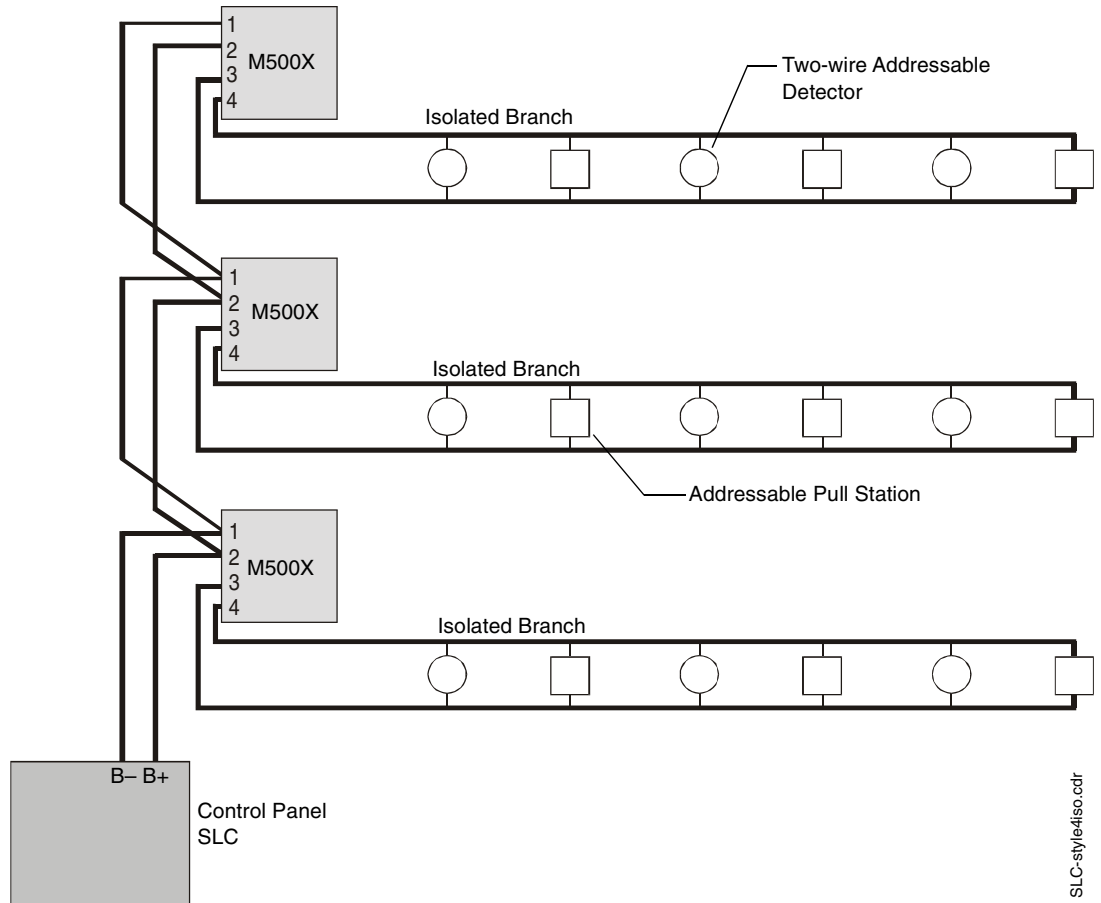 1
2
3
4
M500X
Two-wire Addressable
Detector
Isolated Branch
1
2
3
4
M500X
Isolated Branch
Addressable Pull Station
1
2
3
4
M500X
Isolated Branch
B– B+
Control Panel
SLC
SLC-style4iso.cdr